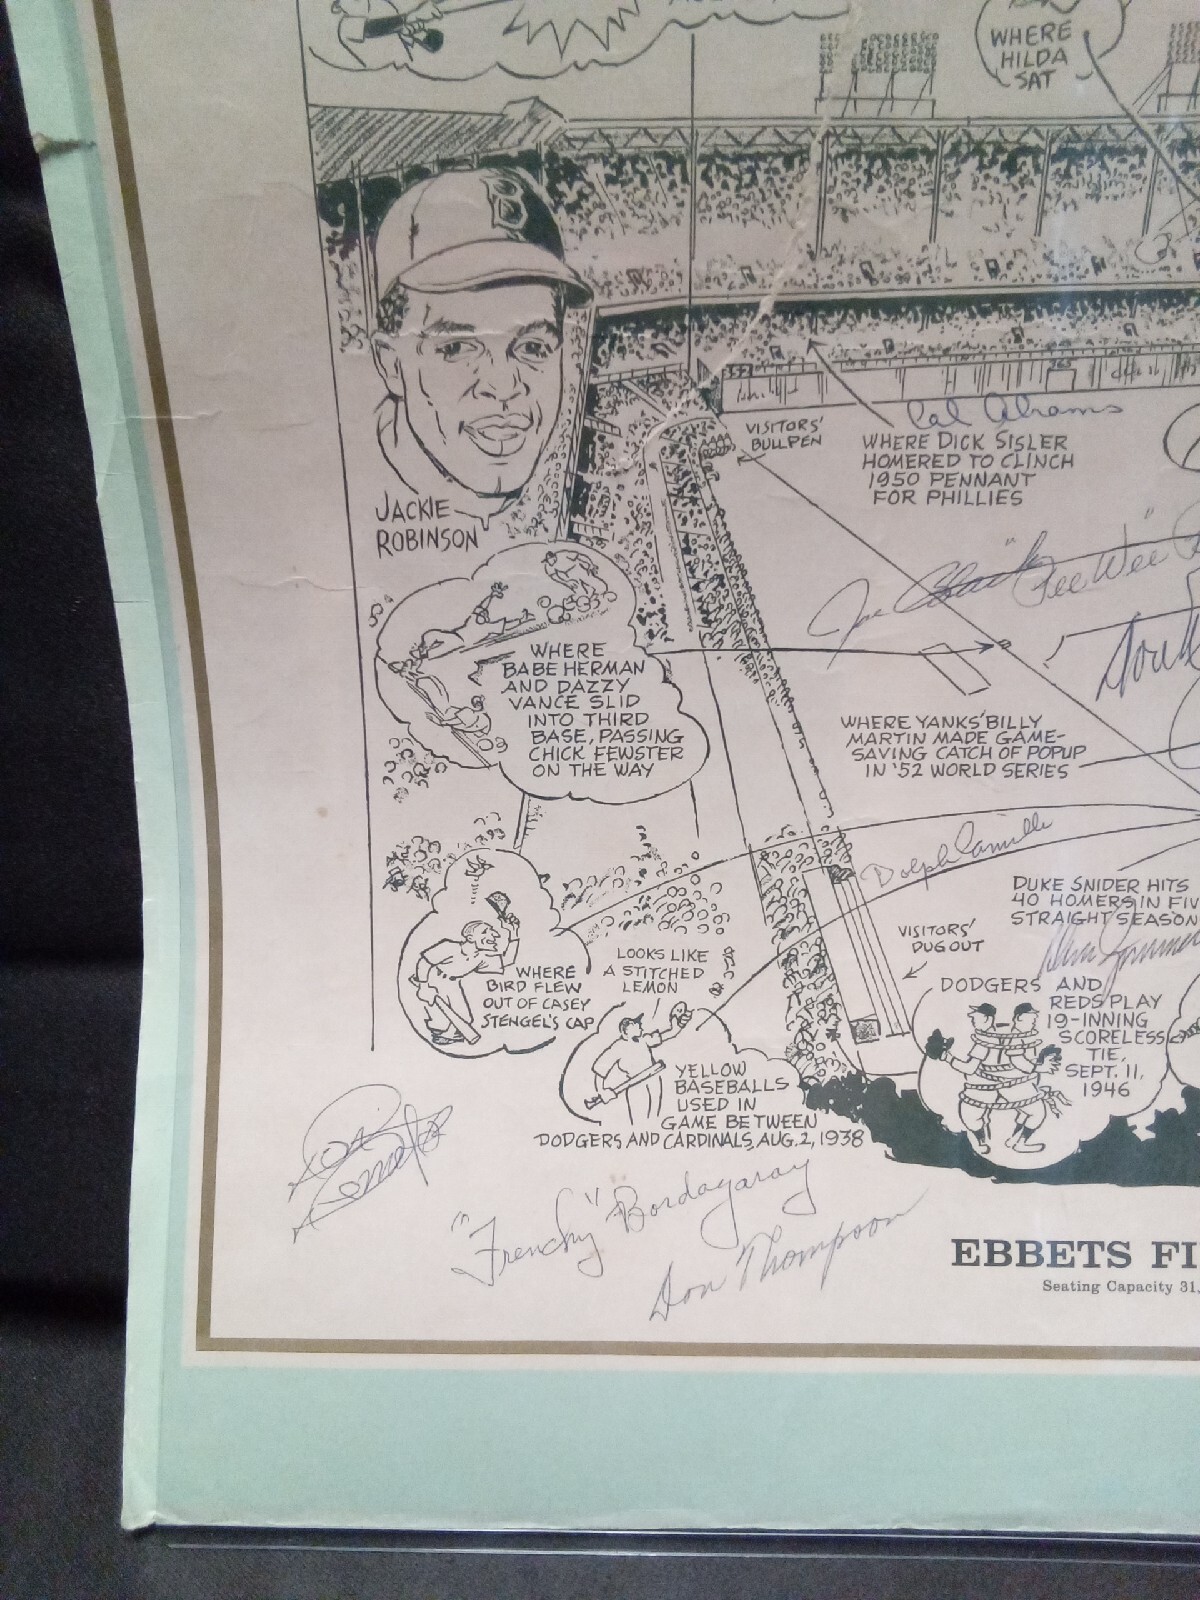 WHERE
HILDA
SAT
JACKIE
ROBINSON
VISITORS'
BULLPEN
Cal Abrams
WHERE DICK SISLER
HOMERED TO CLINCH
1950 PENNANT
FOR PHILLIES
Joe Black "Pee Wee"
WHERE
BABE HERMAN
AND DAZZY
VANCE SLID
INTO THIRD
BASE, PASSING
CHICK FEWSTER
ON THE WAY
WHERE YANKS' BILLY
MARTIN MADE GAME-
SAVING CATCH OF POPUP
IN '52 WORLD SERIES
Dolph Camilli
DUKE SNIDER HITS
40 HOMERS IN FIV
STRAIGHT SEASON
VISITORS'
DUGOUT
WHERE
BIRD FLEW
OUT OF CASEY
STENGEL'S CAP
LOOKS LIKE
A STITCHED
LEMON
YELLOW
BASEBALLS
USED IN
GAME BETWEEN
DODGERS AND CARDINALS, AUG. 2, 1938
DODGERS AND
REDS PLAY
19-INNING
SCORELESS
TIE,
SEPT. 11,
1946
"Frenchy" Bordagaray
Don Thompson
EBBETS FI
Seating Capacity 31,